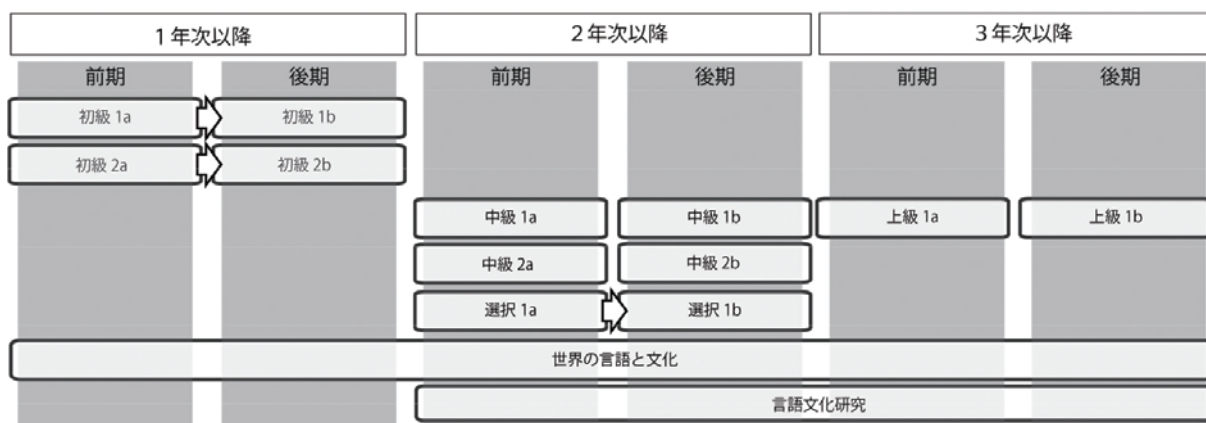 1年次以降 2年次以降 3年次以降
前期 後期 前期 後期 前期 後期
初級 1a 初級 1b
初級 2a 初級 2b
中級 1a 中級 1b 上級 1a 上級 1b
中級 2a 中級 2b
選択 1a 選択 1b
世界の言語と文化
言語文化研究